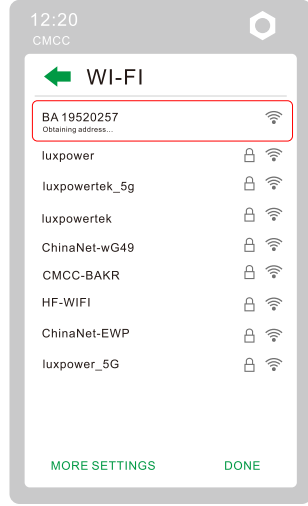 12:20
CMCC
WI-FI
BA 19520257
Obtaining address...
luxpower
luxpowertek_5g
luxpowertek
ChinaNet-wG49
CMCC-BAKR
HF-WIFI
ChinaNet-EWP
luxpower_5G
MORE SETTINGS DONE